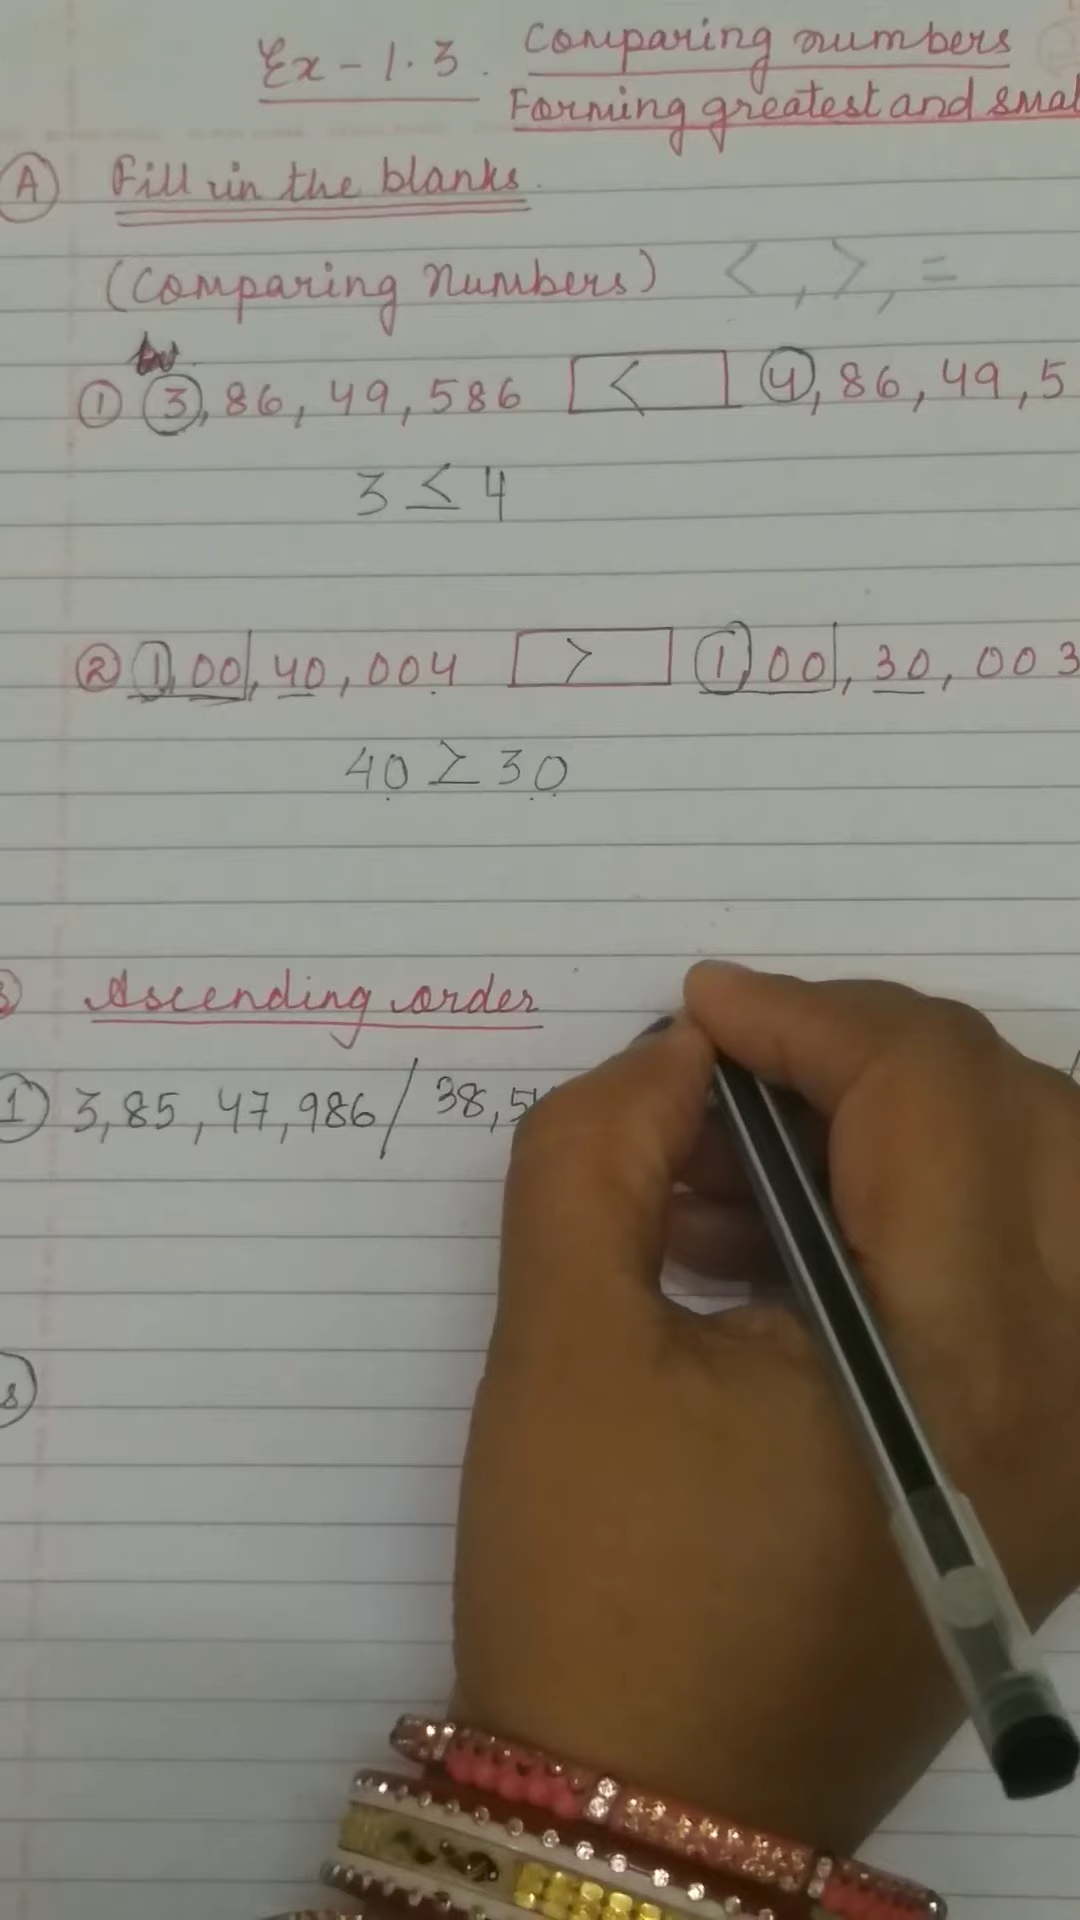 Ex - 1.3. Comparing numbers
Forming greatest and smal
A Fill in the blanks.
(Comparing Numbers) < , > , =
① 3,86,49,586 < 4,86,49,5
3 < 4
② 1,00,40,004 > 1,00,30,003
40 > 30
Ascending order
1) 3,85,47,986 / 38,5